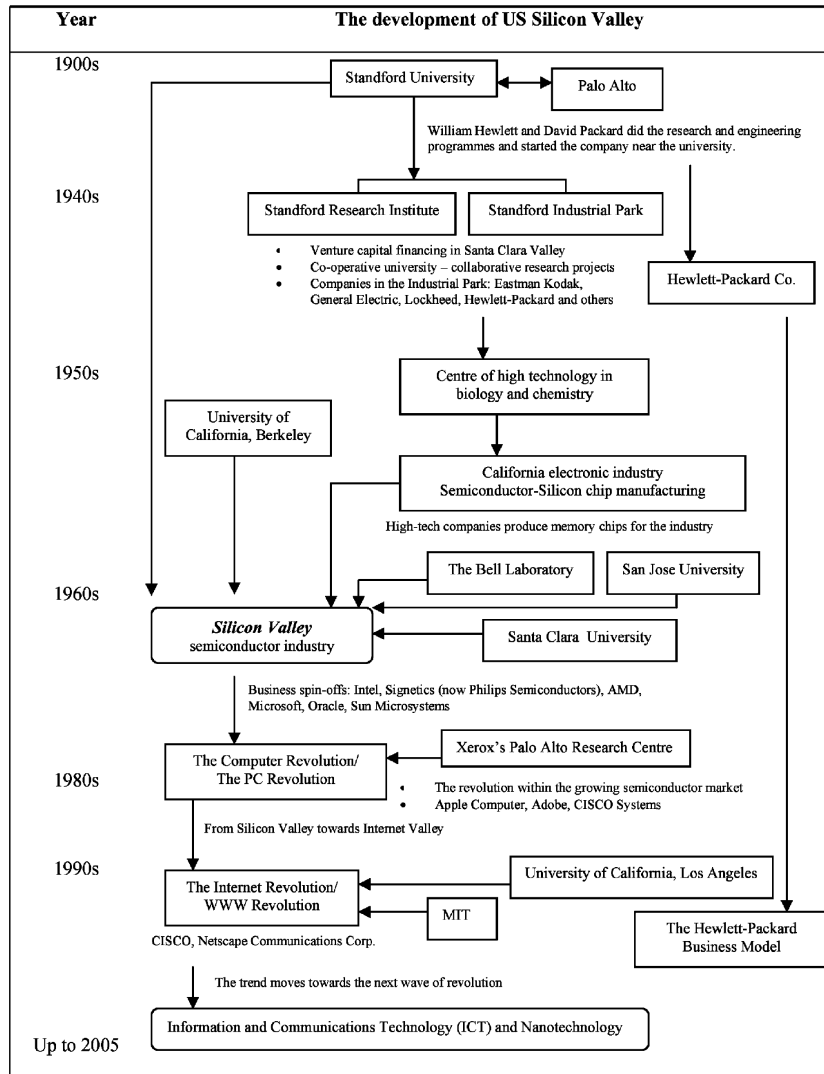 Year
The development of US Silicon Valley
1900s
Standford University
Palo Alto
William Hewlett and David Packard did the research and engineering
programmes and started the company near the university.
1940s
Standford Research Institute
Standford Industrial Park
• Venture capital financing in Santa Clara Valley
• Co-operative university – collaborative research projects
• Companies in the Industrial Park: Eastman Kodak,
General Electric, Lockheed, Hewlett-Packard and others
Hewlett-Packard Co.
1950s
Centre of high technology in
biology and chemistry
University of
California, Berkeley
California electronic industry
Semiconductor-Silicon chip manufacturing
High-tech companies produce memory chips for the industry
The Bell Laboratory
San Jose University
1960s
Silicon Valley
semiconductor industry
Santa Clara University
Business spin-offs: Intel, Signetics (now Philips Semiconductors), AMD,
Microsoft, Oracle, Sun Microsystems
The Computer Revolution/
The PC Revolution
Xerox's Palo Alto Research Centre
1980s
• The revolution within the growing semiconductor market
• Apple Computer, Adobe, CISCO Systems
From Silicon Valley towards Internet Valley
1990s
The Internet Revolution/
WWW Revolution
University of California, Los Angeles
MIT
CISCO, Netscape Communications Corp.
The Hewlett-Packard
Business Model
The trend moves towards the next wave of revolution
Information and Communications Technology (ICT) and Nanotechnology
Up to 2005